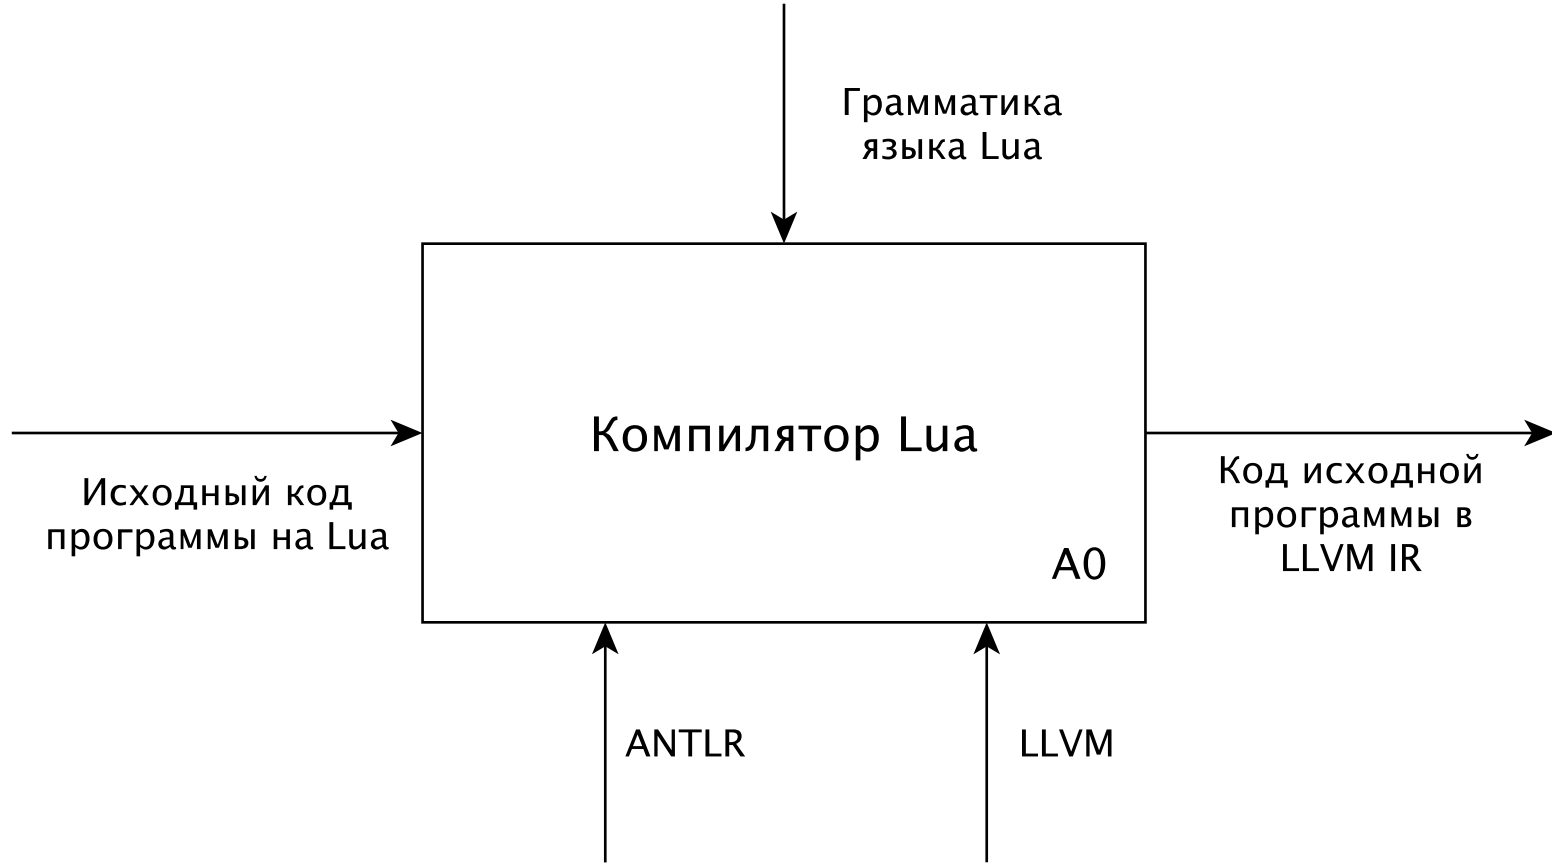 Грамматика
языка Lua
Компилятор Lua
Исходный код
программы на Lua
Код исходной
программы в
LLVM IR
A0
ANTLR
LLVM